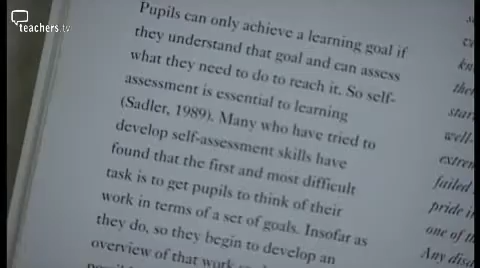 teachers.tv
Pupils can only achieve a learning goal if
they understand that goal and can assess
what they need to do to reach it. So self-
assessment is essential to learning
(Sadler, 1989). Many who have tried to
develop self-assessment skills have
found that the first and most difficult
task is to get pupils to think of their
work in terms of a set of goals. Insofar as
they do, so they begin to develop an
overview of that work
well-
failed
pride i
one of
Any